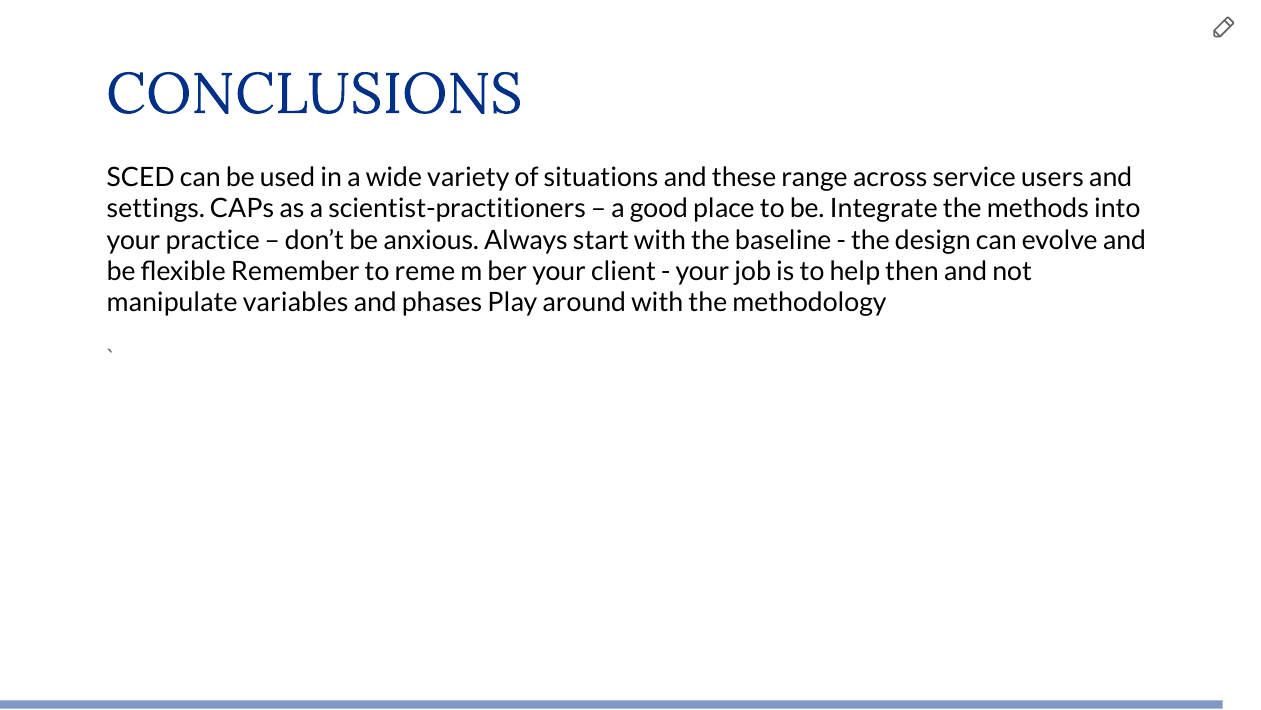 CONCLUSIONS
SCED can be used in a wide variety of situations and these range across service users and
settings. CAPs as a scientist-practitioners – a good place to be. Integrate the methods into
your practice – don’t be anxious. Always start with the baseline - the design can evolve and
be flexible Remember to reme m ber your client - your job is to help then and not
manipulate variables and phases Play around with the methodology
`